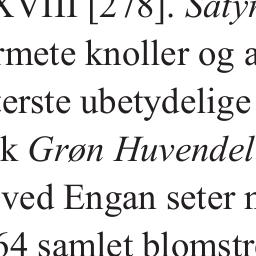 XVIII [278]. Satyr
rmete knoller og a
terste ubetydelige
k Grøn Huvendel
ved Engan seter n
64 samlet blomstr